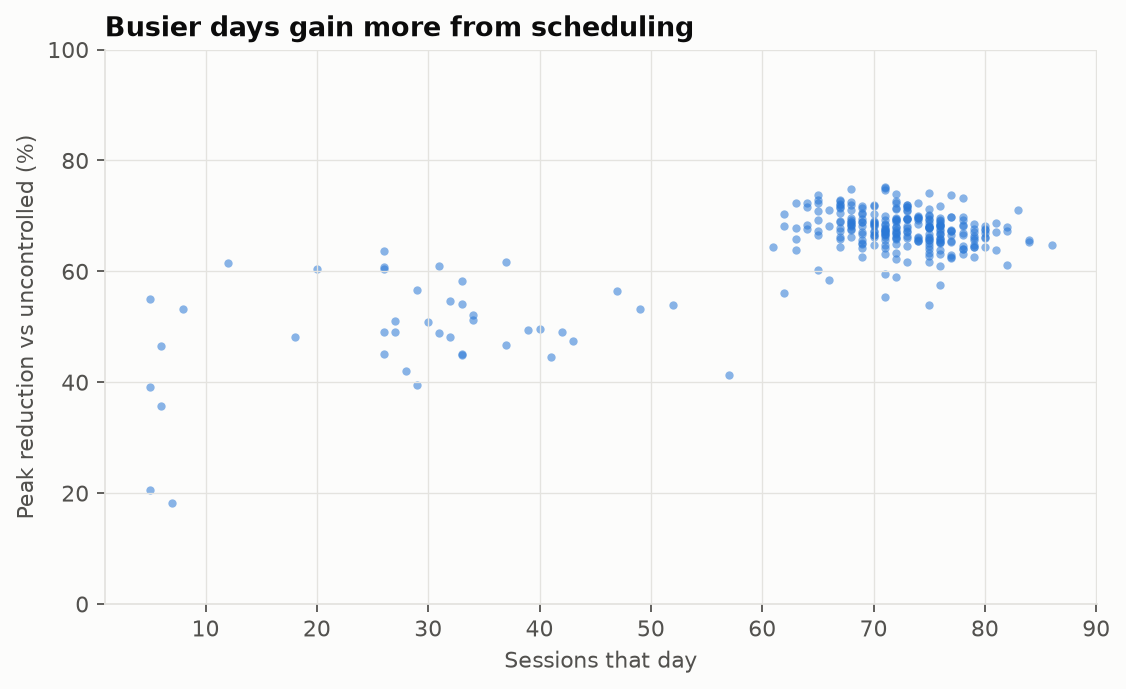 Busier days gain more from scheduling
Peak reduction vs uncontrolled (%)
100
80
60
40
20
0
10 20 30 40 50 60 70 80 90
Sessions that day